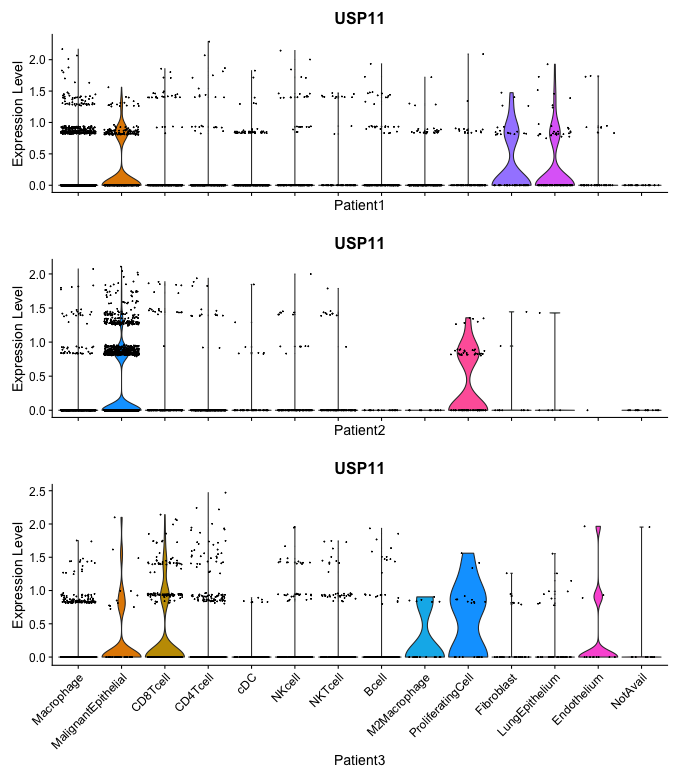 USP11
Expression Level
2.0
1.5
1.0
0.5
0.0
Patient1
USP11
Expression Level
2.0
1.5
1.0
0.5
0.0
Patient2
USP11
Expression Level
2.5
2.0
1.5
1.0
0.5
0.0
Macrophage
MalignantEpithelial
CD8Tcell
CD4Tcell
cDC
NKcell
NKTcell
Bcell
M2Macrophage
ProliferatingCell
Fibroblast
LungEpithelium
Endothelium
NotAvail
Patient3